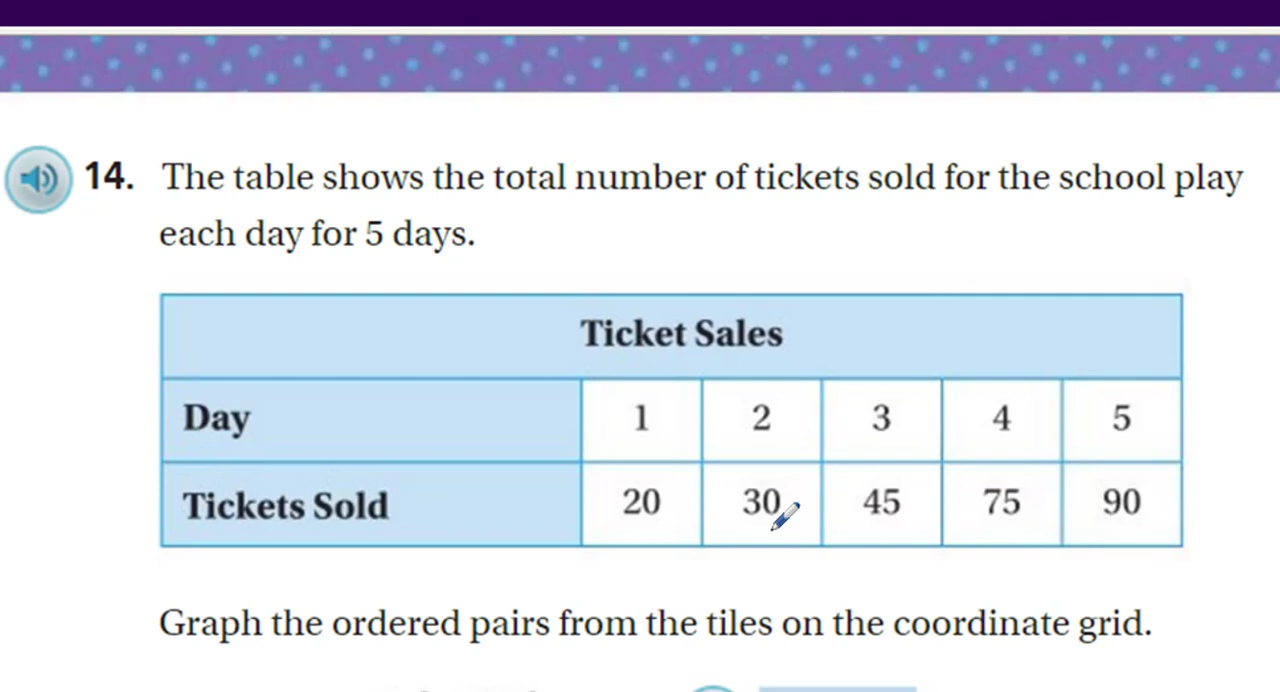 14. The table shows the total number of tickets sold for the school play
each day for 5 days.
Ticket Sales
Day 1 2 3 4 5
Tickets Sold 20 30 45 75 90
Graph the ordered pairs from the tiles on the coordinate grid.